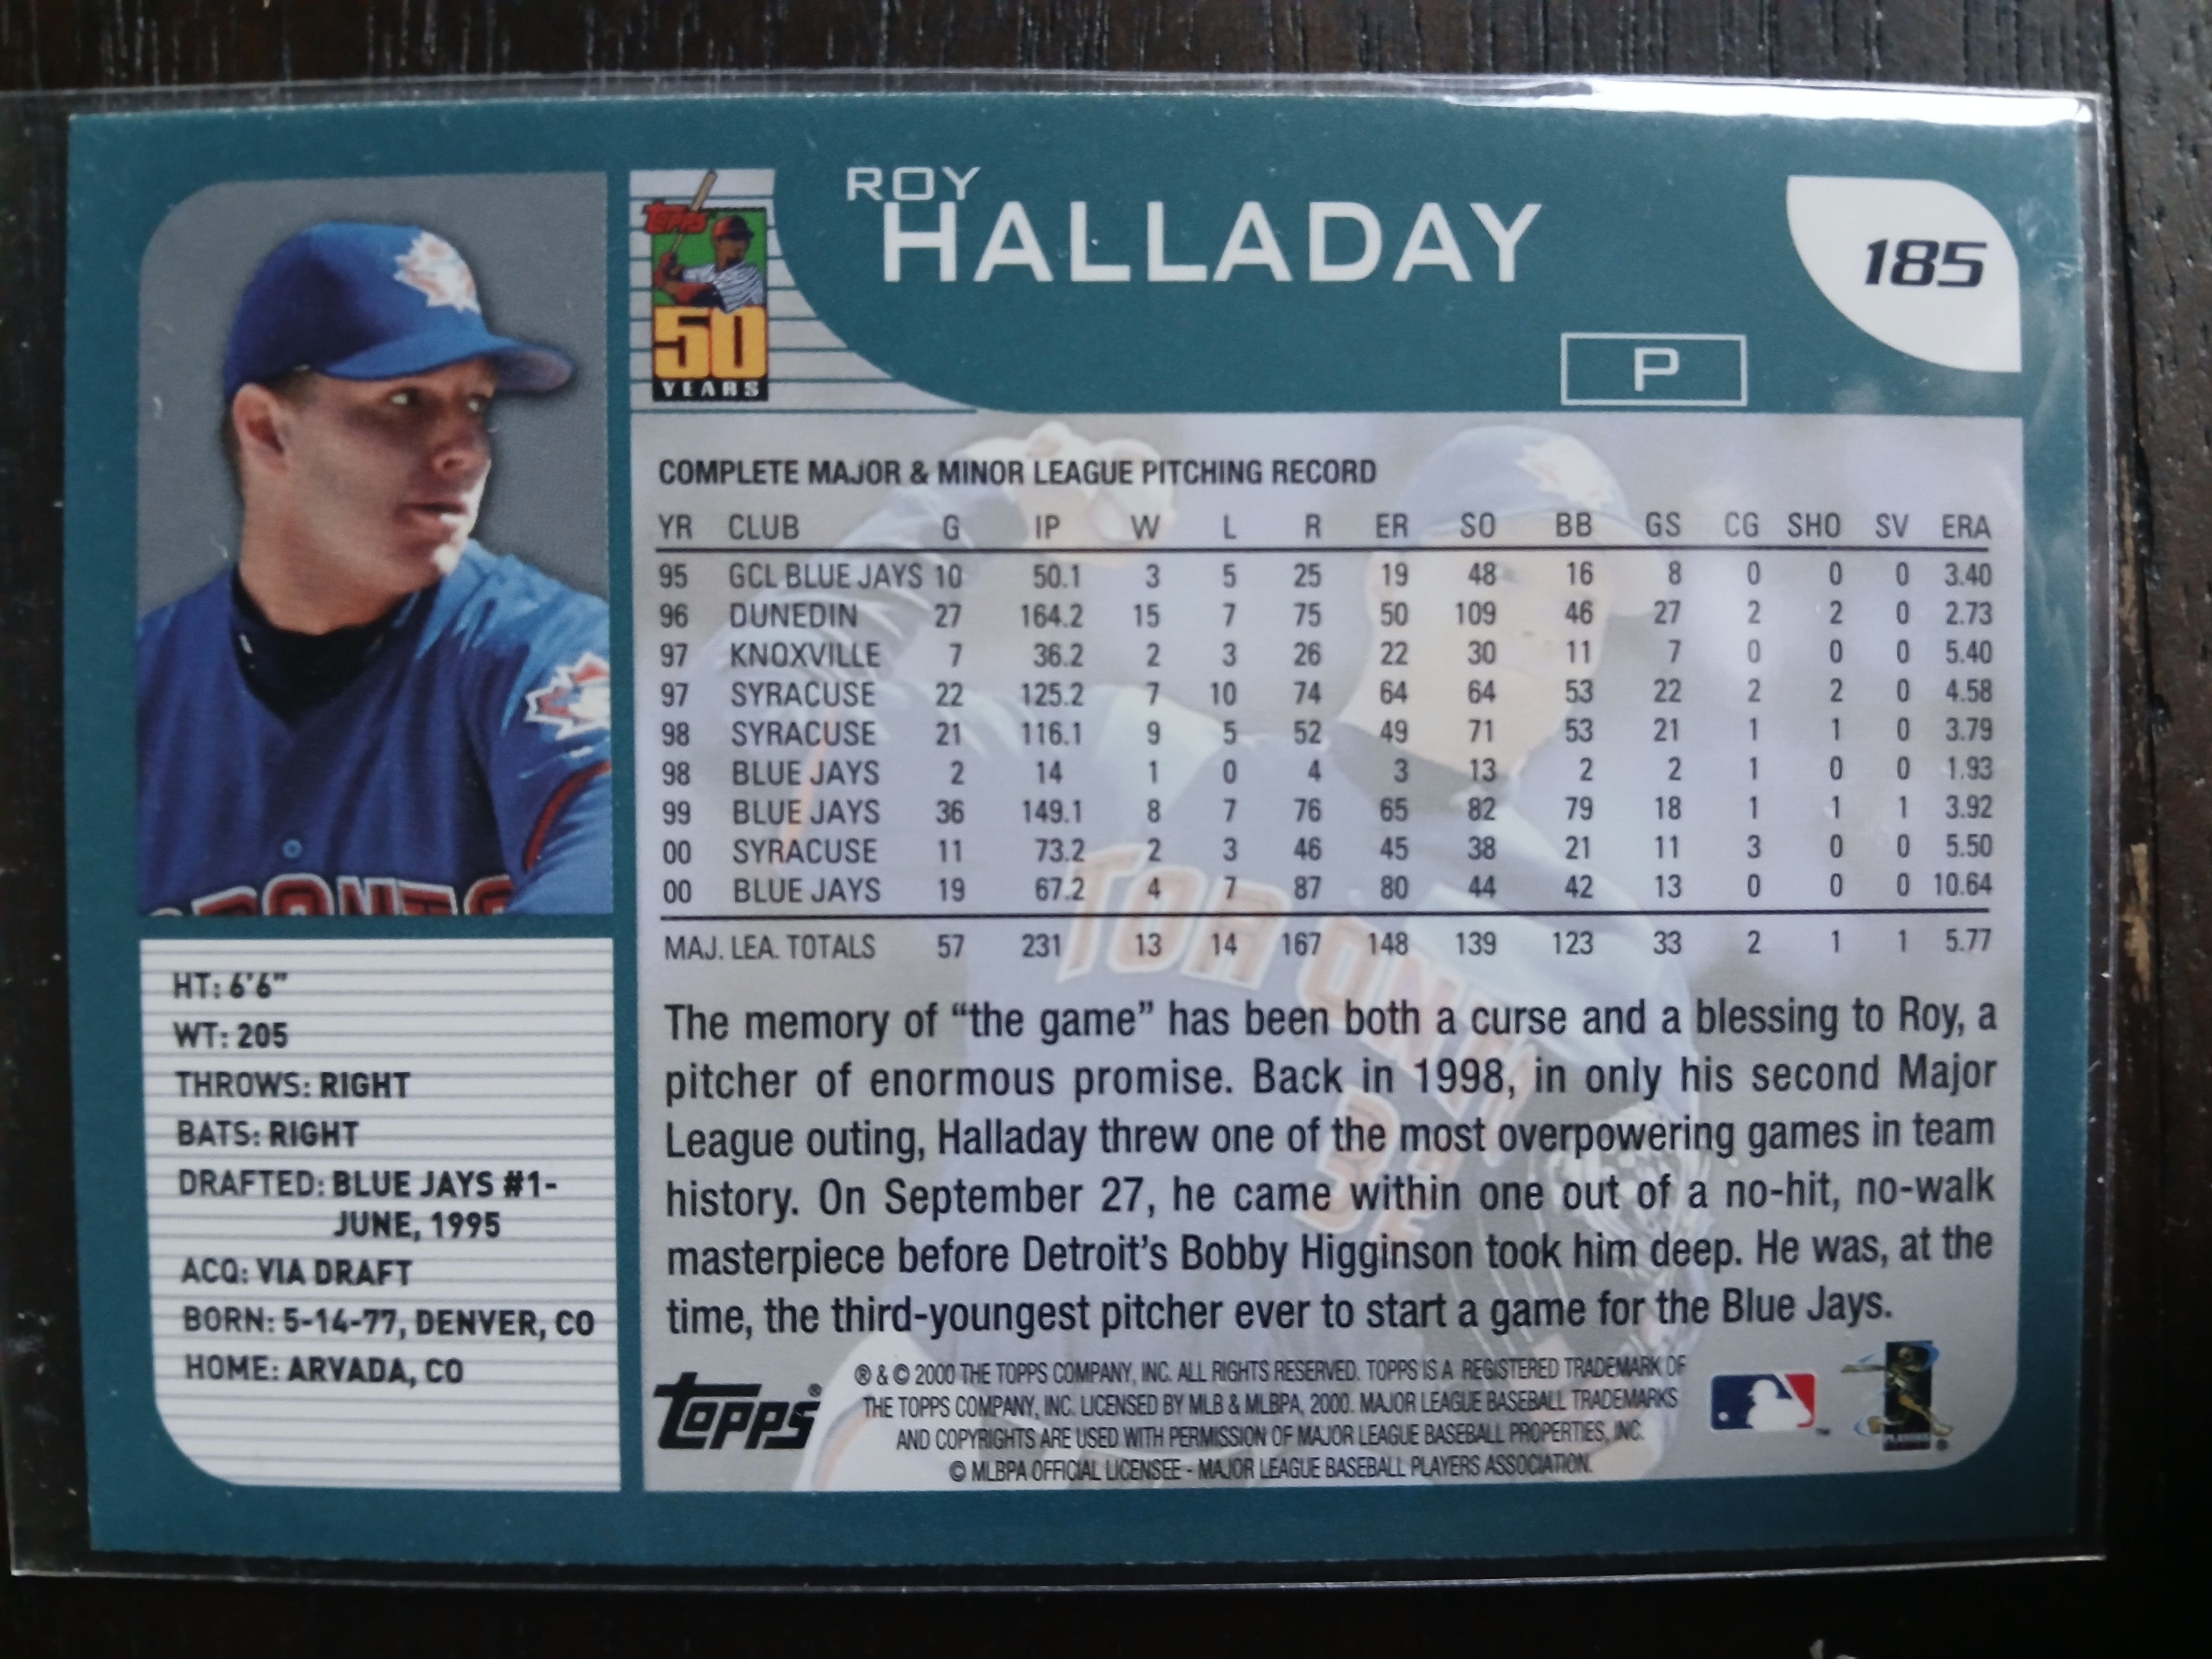 ROY
HALLADAY
185
P
Topps
50
YEARS
COMPLETE MAJOR & MINOR LEAGUE PITCHING RECORD
YR CLUB G IP W L R ER SO BB GS CG SHO SV ERA
95 GCL BLUE JAYS 10 50.1 3 5 25 19 48 16 8 0 0 0 3.40
96 DUNEDIN 27 164.2 15 7 75 50 109 46 27 2 2 0 2.73
97 KNOXVILLE 7 36.2 2 3 26 22 30 11 7 0 0 0 5.40
97 SYRACUSE 22 125.2 7 10 74 64 64 53 22 2 2 0 4.58
98 SYRACUSE 21 116.1 9 5 52 49 71 53 21 1 1 0 3.79
98 BLUE JAYS 2 14 1 0 4 3 13 2 2 1 0 0 1.93
99 BLUE JAYS 36 149.1 8 7 76 65 82 79 18 1 1 1 3.92
00 SYRACUSE 11 73.2 2 3 46 45 38 21 11 3 0 0 5.50
00 BLUE JAYS 19 67.2 4 7 87 80 44 42 13 0 0 0 10.64
MAJ. LEA. TOTALS 57 231 13 14 167 148 139 123 33 2 1 1 5.77
TORONTO
32
HT: 6'6"
WT: 205
THROWS: RIGHT
BATS: RIGHT
DRAFTED: BLUE JAYS #1-
JUNE, 1995
ACQ: VIA DRAFT
BORN: 5-14-77, DENVER, CO
HOME: ARVADA, CO
The memory of “the game” has been both a curse and a blessing to Roy, a
pitcher of enormous promise. Back in 1998, in only his second Major
League outing, Halladay threw one of the most overpowering games in team
history. On September 27, he came within one out of a no-hit, no-walk
masterpiece before Detroit’s Bobby Higginson took him deep. He was, at the
time, the third-youngest pitcher ever to start a game for the Blue Jays.
Topps®
® & © 2000 THE TOPPS COMPANY, INC. ALL RIGHTS RESERVED. TOPPS IS A REGISTERED TRADEMARK OF
THE TOPPS COMPANY, INC. LICENSED BY MLB & MLBPA, 2000. MAJOR LEAGUE BASEBALL TRADEMARKS
AND COPYRIGHTS ARE USED WITH PERMISSION OF MAJOR LEAGUE BASEBALL PROPERTIES, INC.
© MLBPA OFFICIAL LICENSEE - MAJOR LEAGUE BASEBALL PLAYERS ASSOCIATION.